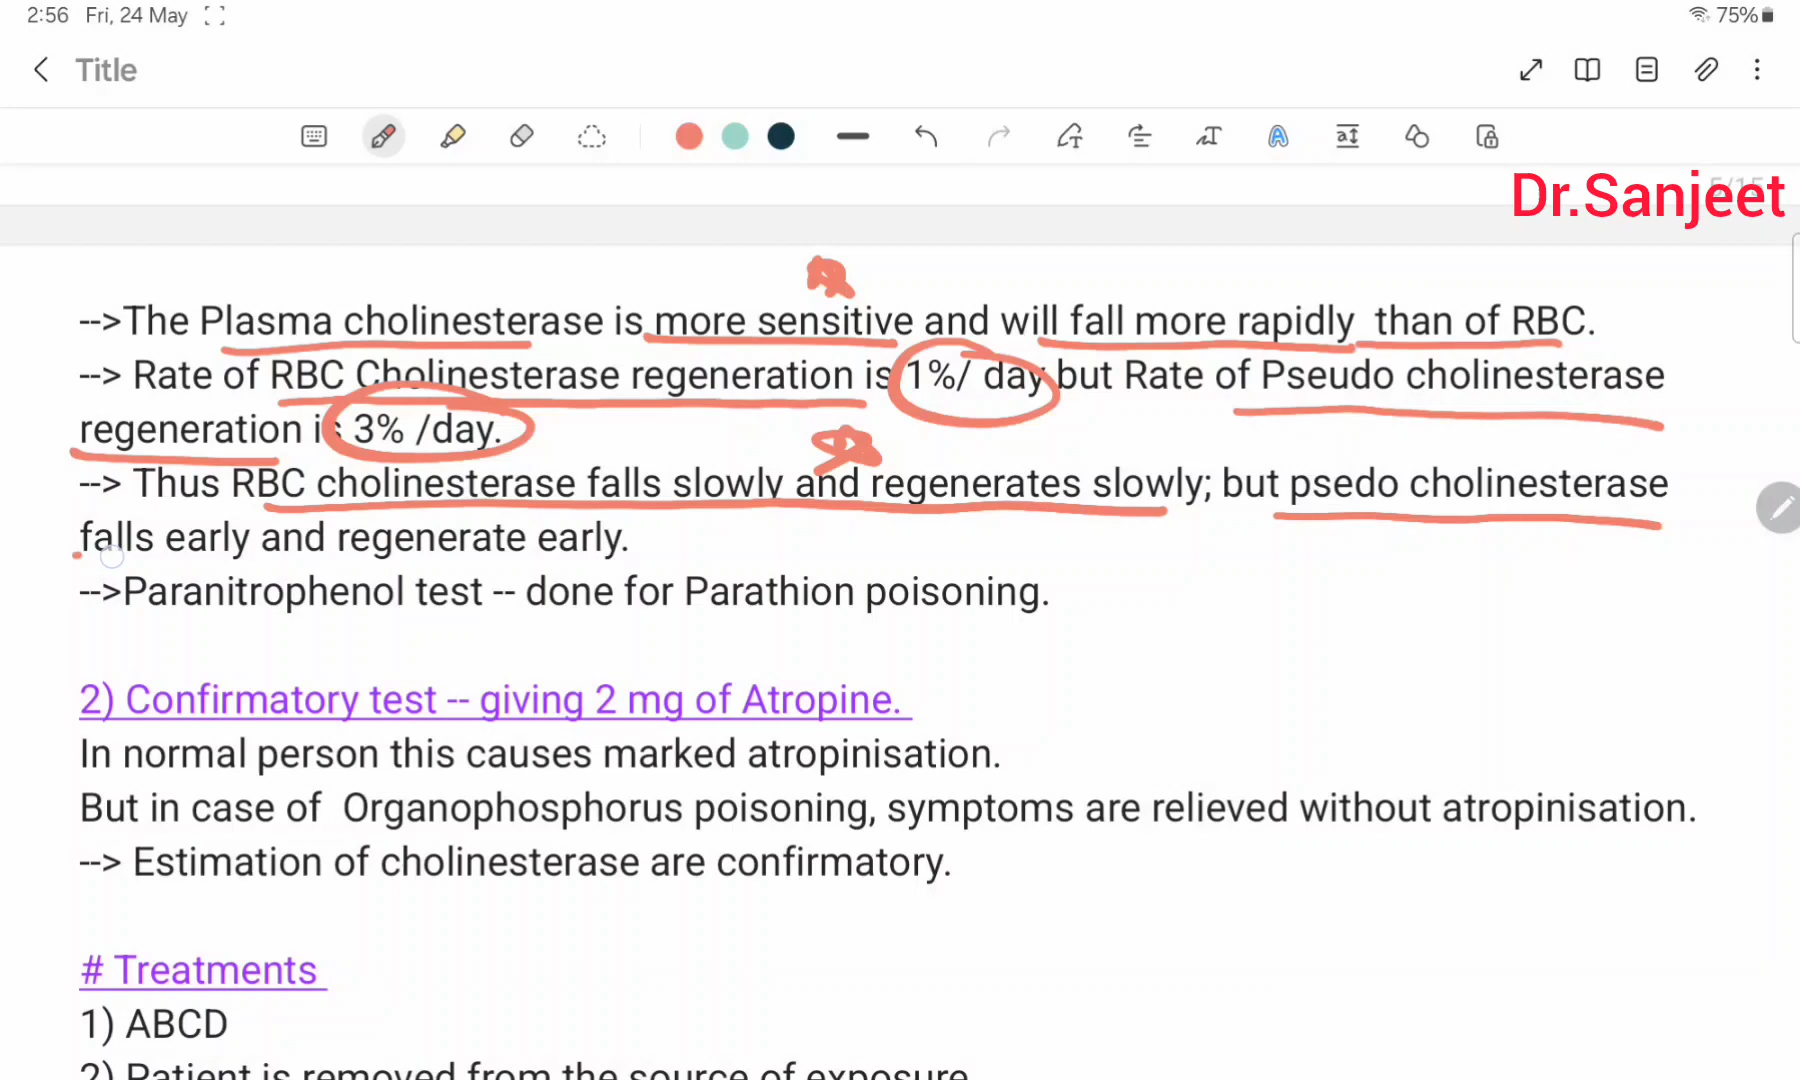 2:56 Fri, 24 May
75%
Title
Dr.Sanjeet
-->The Plasma cholinesterase is more sensitive and will fall more rapidly than of RBC.
--> Rate of RBC Cholinesterase regeneration is 1%/ day but Rate of Pseudo cholinesterase
regeneration is 3% /day.
--> Thus RBC cholinesterase falls slowly and regenerates slowly; but psedo cholinesterase
falls early and regenerate early.
-->Paranitrophenol test -- done for Parathion poisoning.
2) Confirmatory test -- giving 2 mg of Atropine.
In normal person this causes marked atropinisation.
But in case of Organophosphorus poisoning, symptoms are relieved without atropinisation.
--> Estimation of cholinesterase are confirmatory.
# Treatments
1) ABCD
2) Patient is removed from the source of exposure